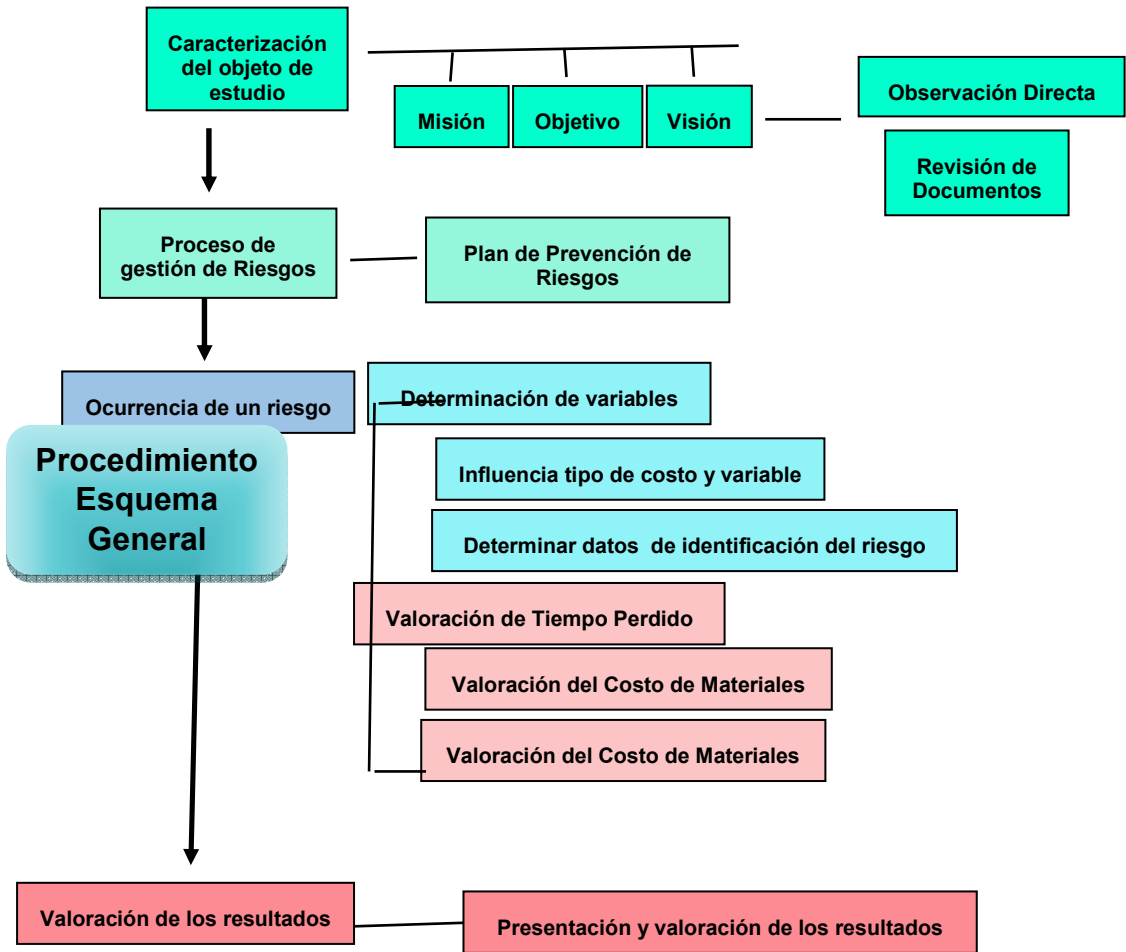 Caracterización
del objeto de
estudio
Misión
Objetivo
Visión
Observación Directa
Revisión de
Documentos
Proceso de
gestión de Riesgos
Plan de Prevención de
Riesgos
Ocurrencia de un riesgo
Determinación de variables
Procedimiento
Esquema
General
Influencia tipo de costo y variable
Determinar datos de identificación del riesgo
Valoración de Tiempo Perdido
Valoración del Costo de Materiales
Valoración del Costo de Materiales
Valoración de los resultados
Presentación y valoración de los resultados